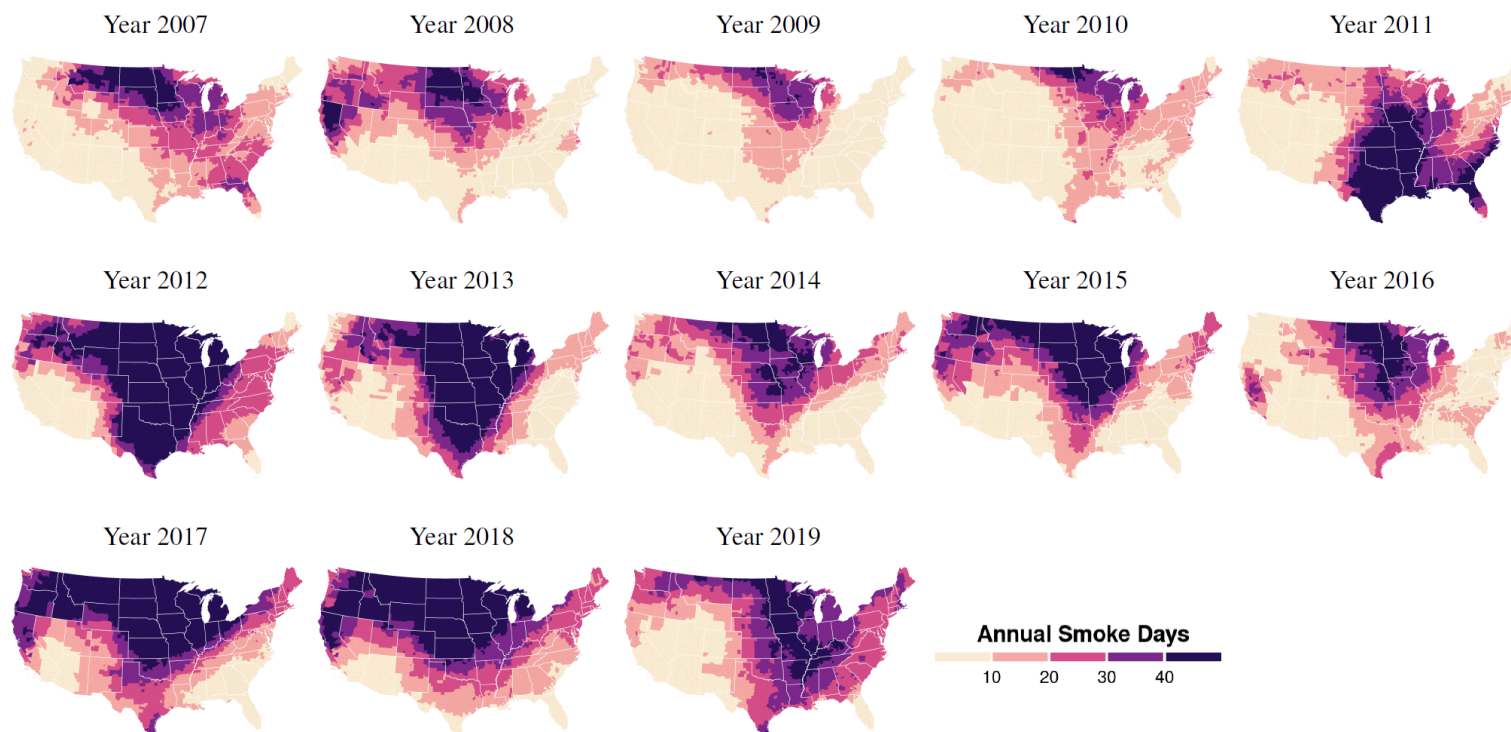 Year 2007
Year 2008
Year 2009
Year 2010
Year 2011
Year 2012
Year 2013
Year 2014
Year 2015
Year 2016
Year 2017
Year 2018
Year 2019
Annual Smoke Days
10 20 30 40